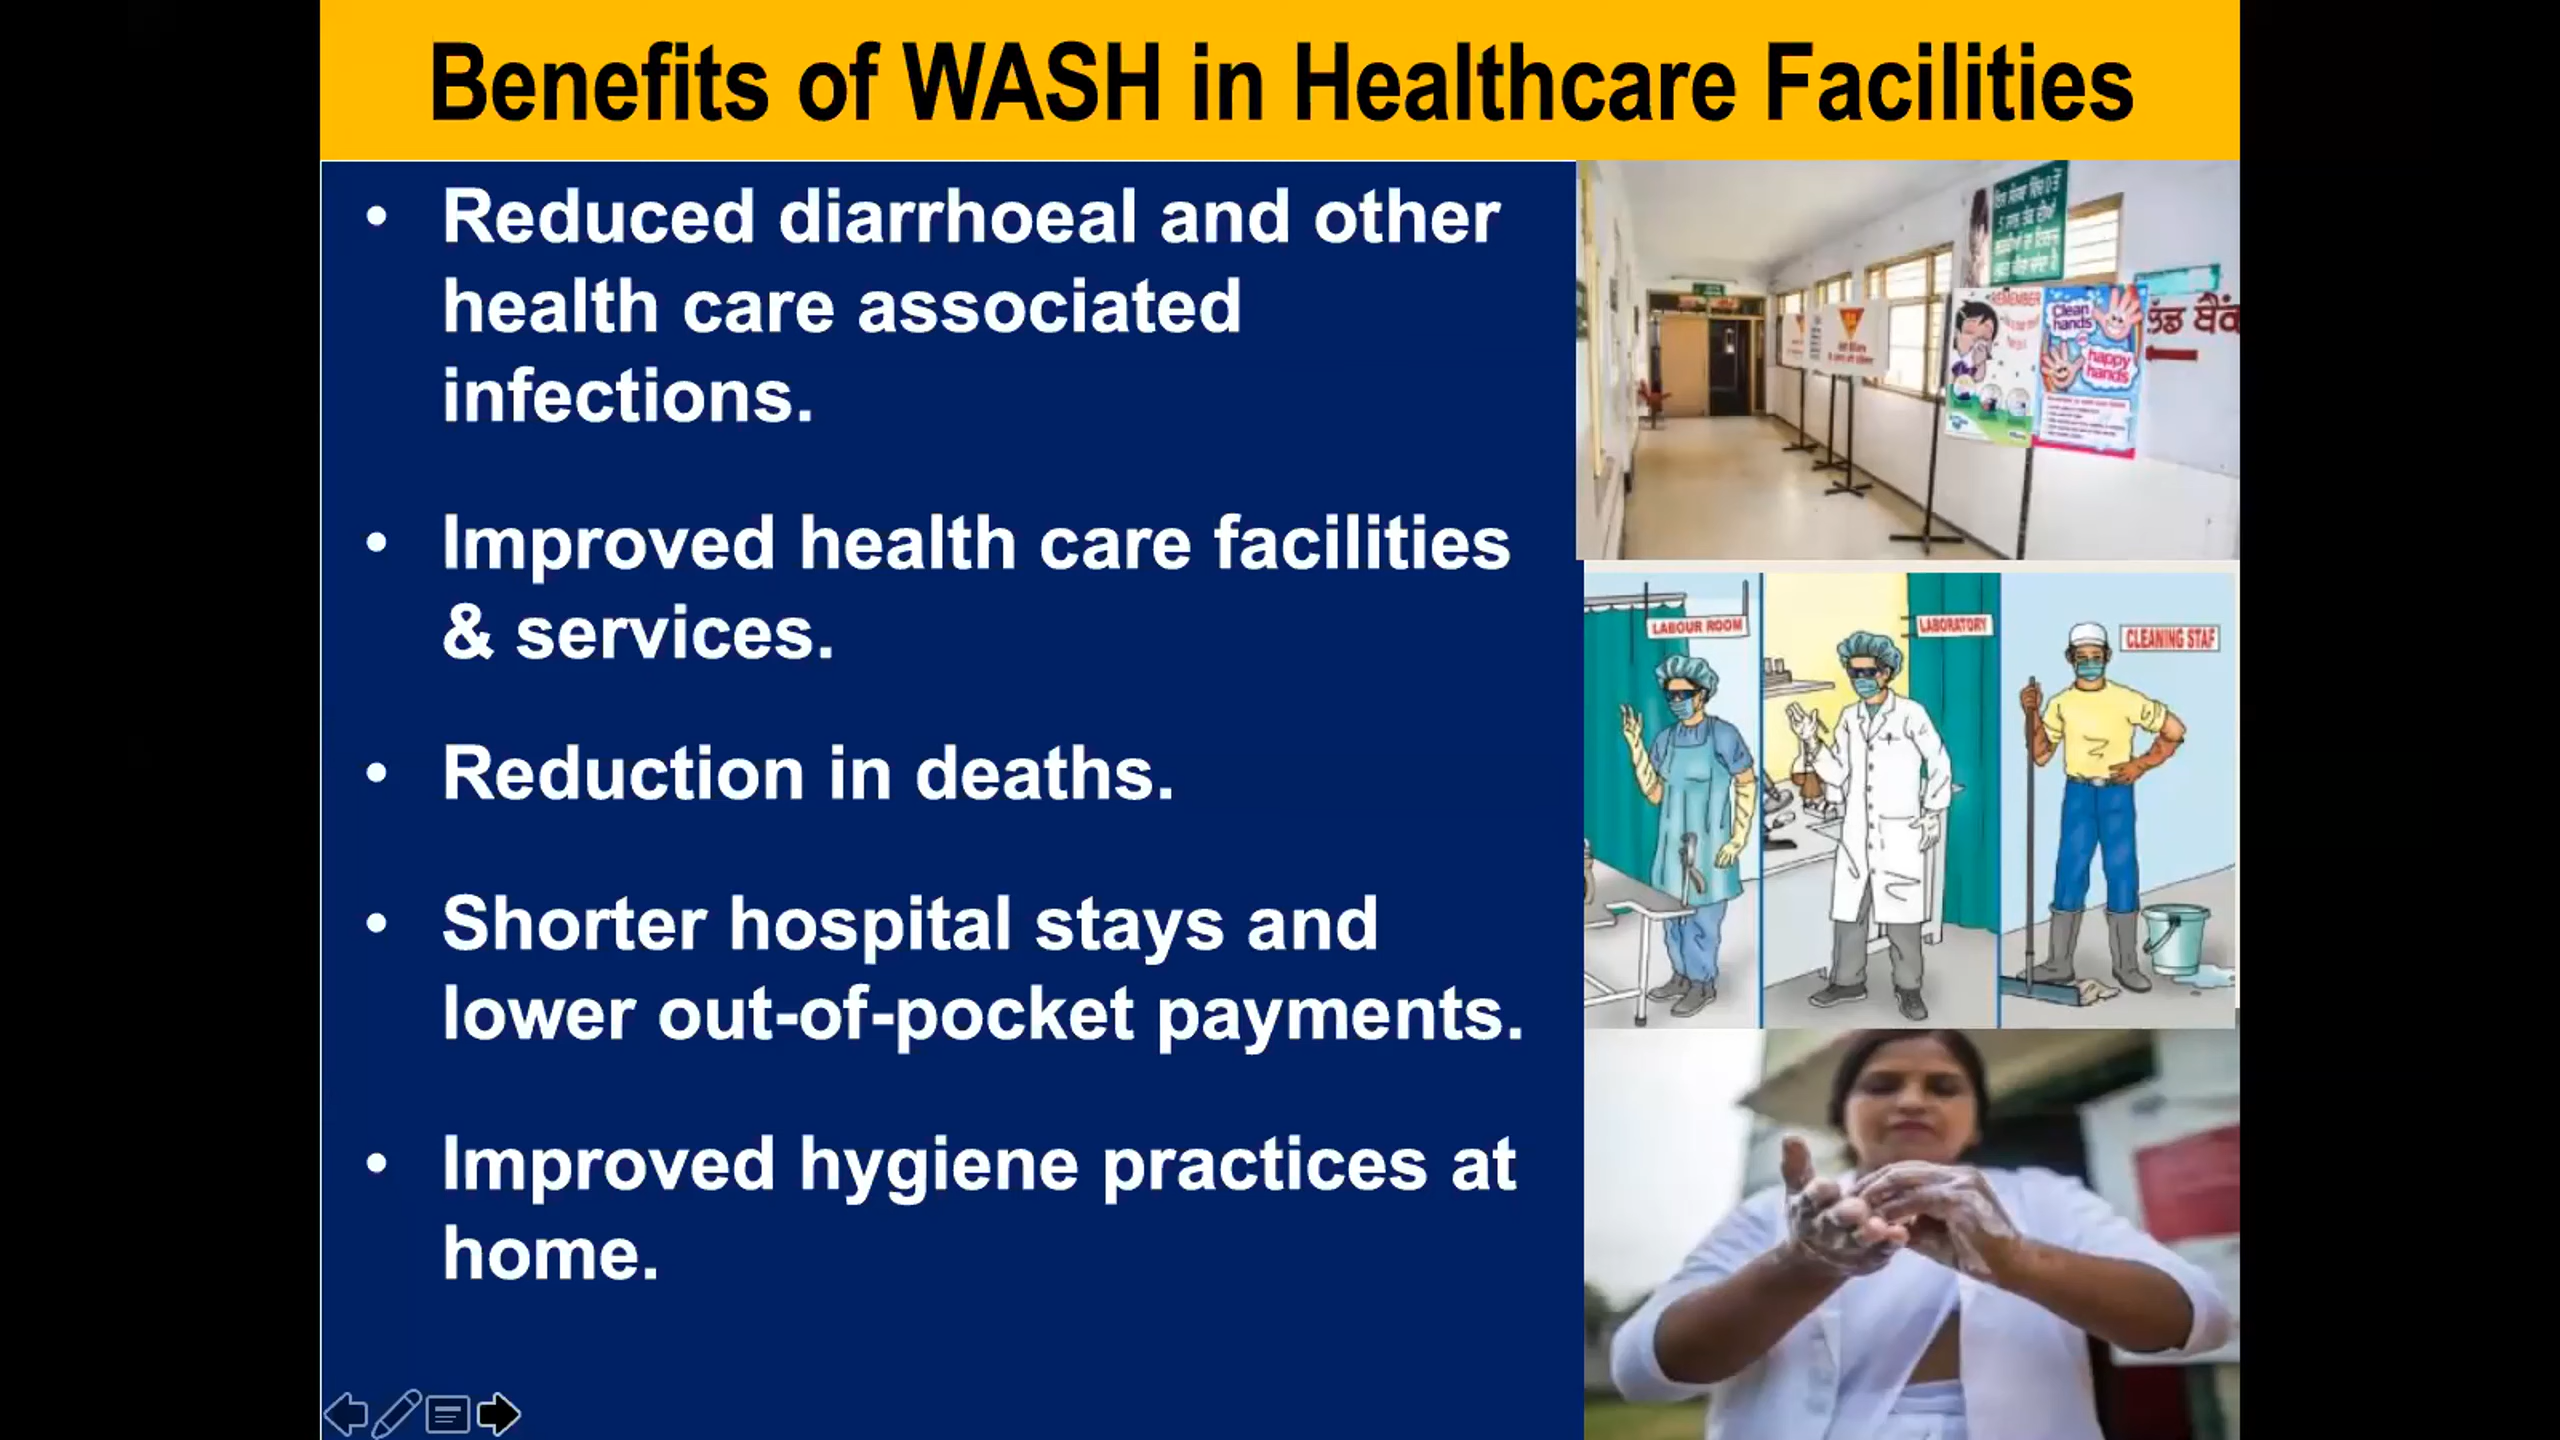 Benefits of WASH in Healthcare Facilities
• Reduced diarrhoeal and other
health care associated
infections.
• Improved health care facilities
& services.
• Reduction in deaths.
• Shorter hospital stays and
lower out-of-pocket payments.
• Improved hygiene practices at
home.
REMEMBER
Clean
hands
happy
hands
LABOUR ROOM
LABORATORY
CLEANING STAF